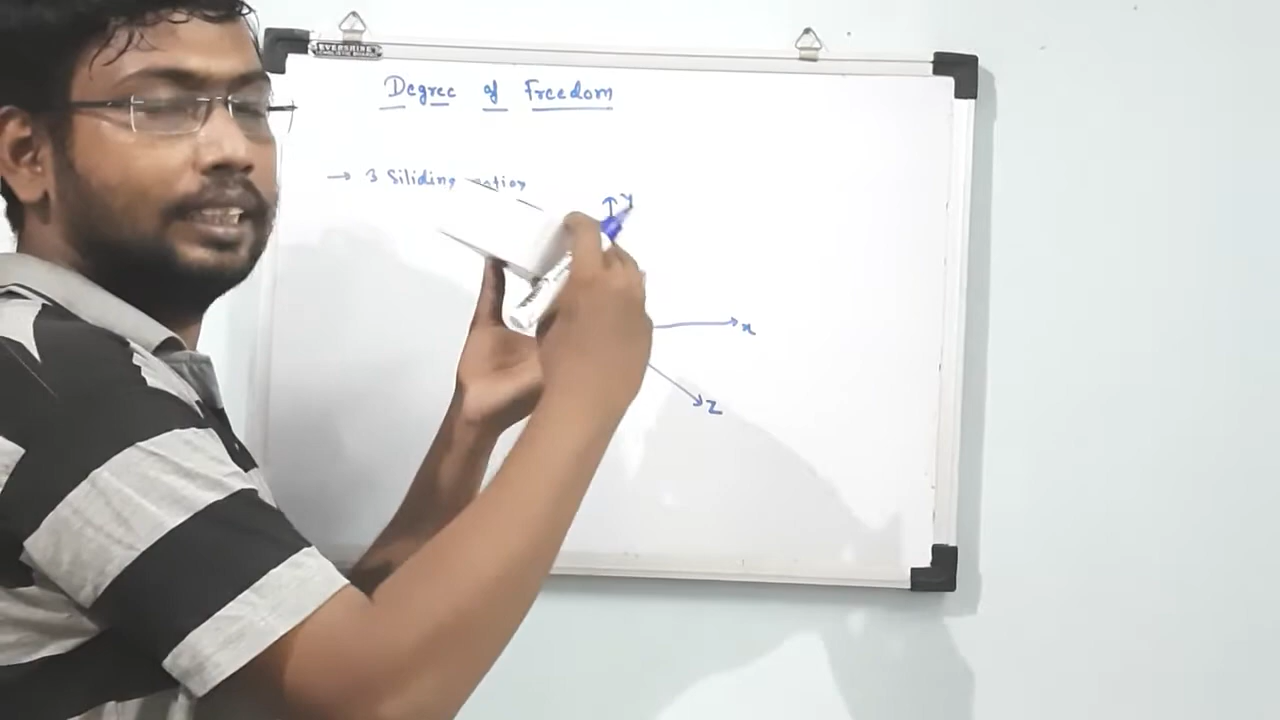 EVERSHINE
Degree of Freedom
→ 3 Siliding motion
Y
x
Z